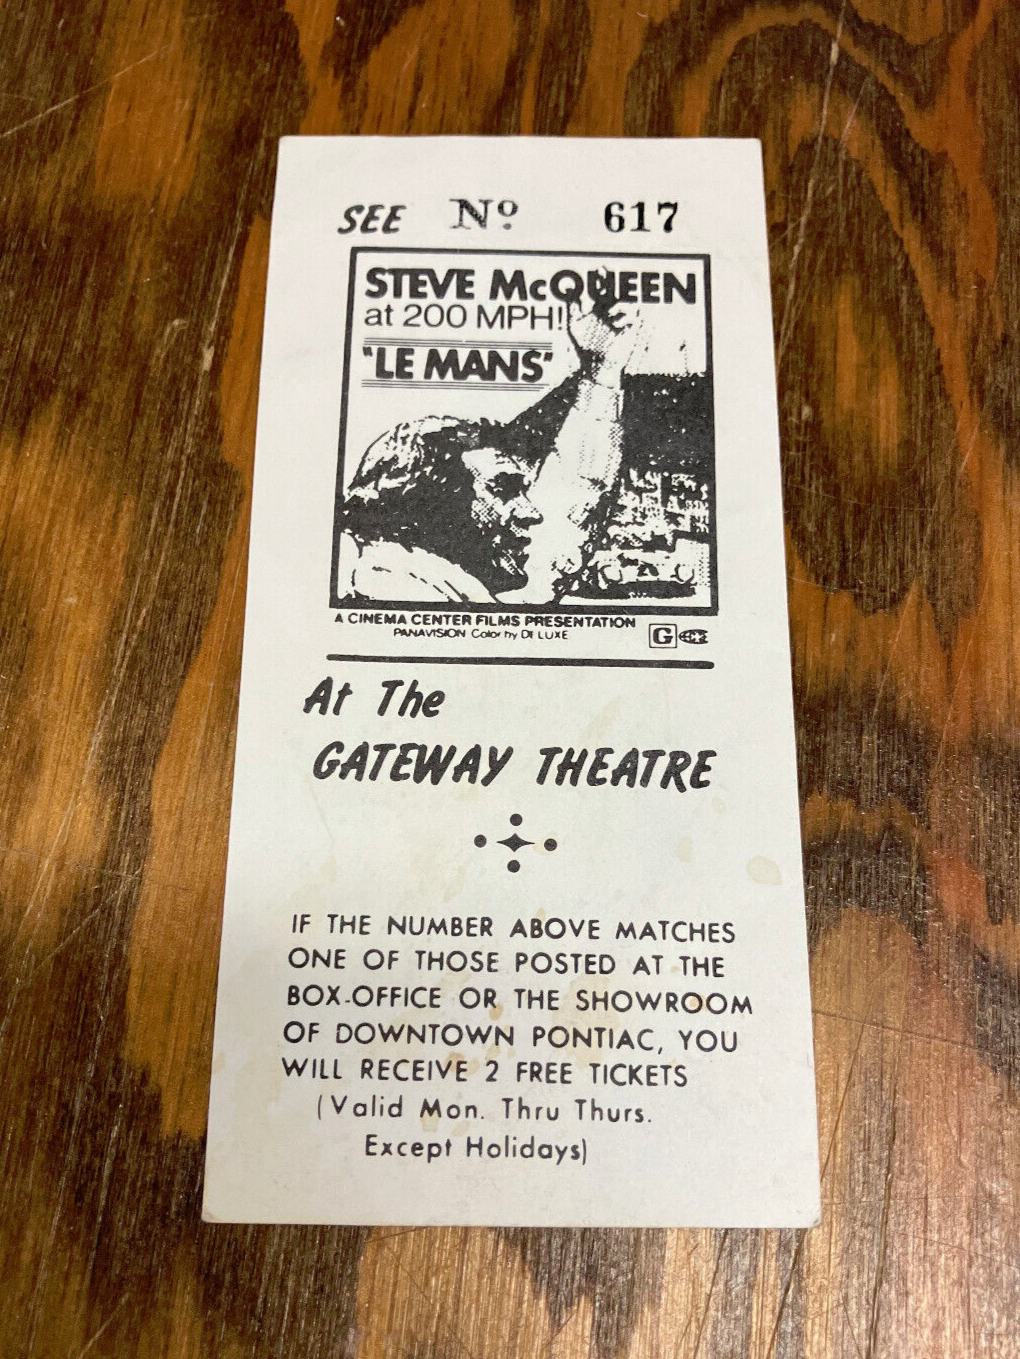 SEE Nº 617
STEVE McQUEEN
at 200 MPH!
"LE MANS"
A CINEMA CENTER FILMS PRESENTATION
PANAVISION Color by DE LUXE
G
At The
GATEWAY THEATRE
IF THE NUMBER ABOVE MATCHES
ONE OF THOSE POSTED AT THE
BOX-OFFICE OR THE SHOWROOM
OF DOWNTOWN PONTIAC, YOU
WILL RECEIVE 2 FREE TICKETS
(Valid Mon. Thru Thurs.
Except Holidays)